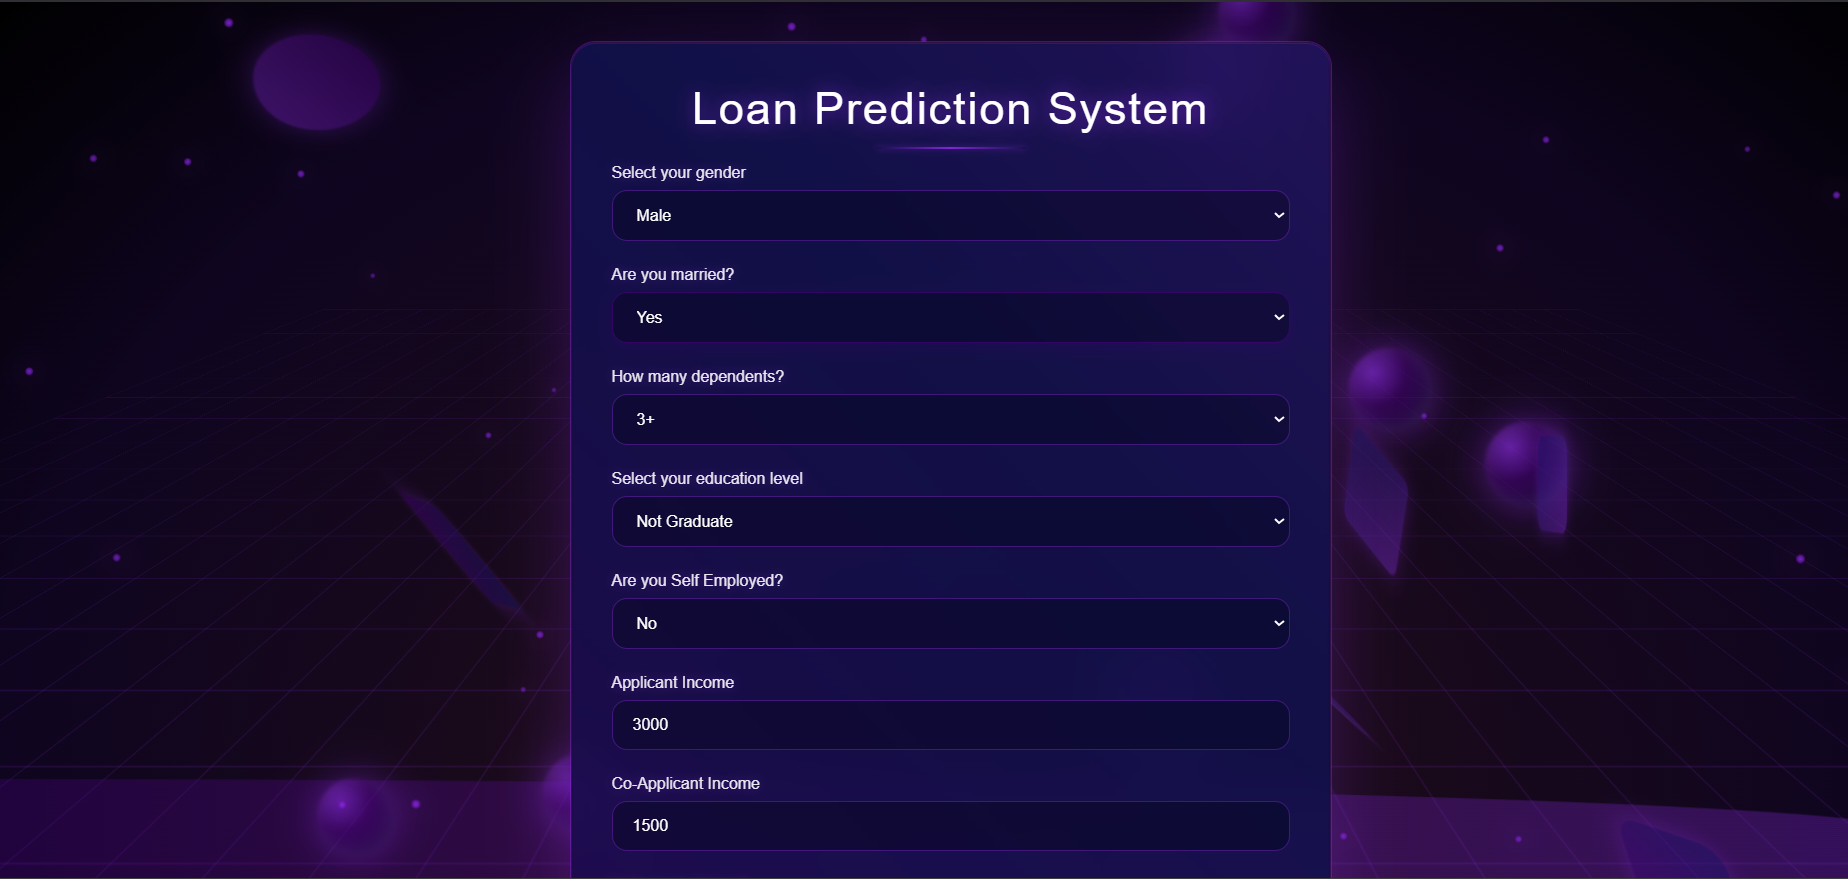 Loan Prediction System
Select your gender
Male
Are you married?
Yes
How many dependents?
3+
Select your education level
Not Graduate
Are you Self Employed?
No
Applicant Income
3000
Co-Applicant Income
1500